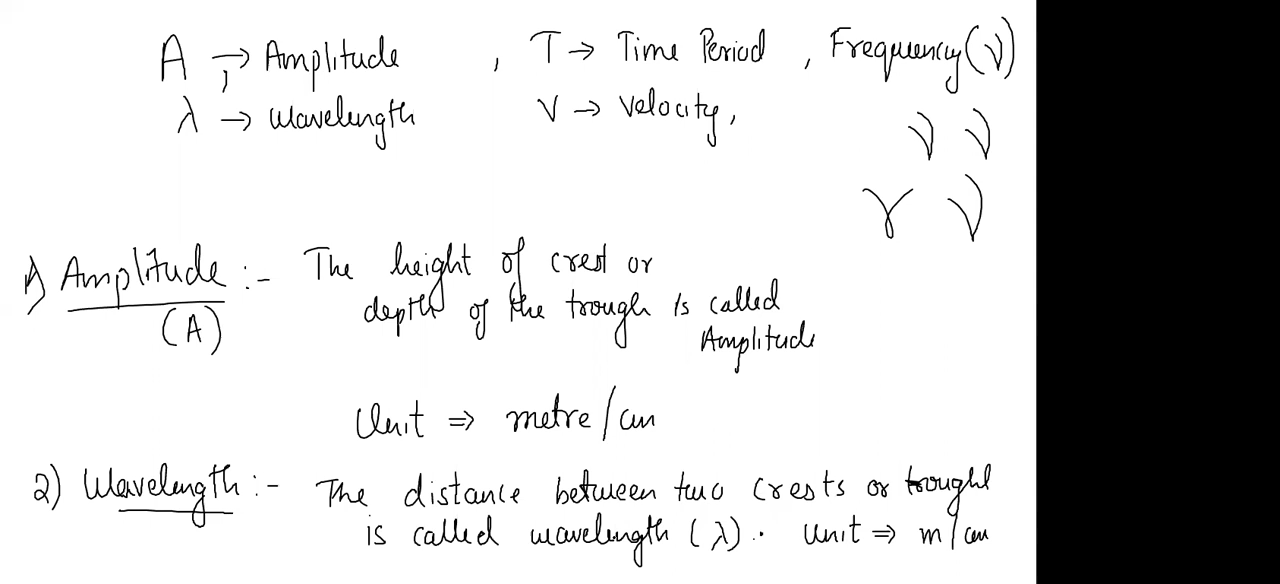 A → Amplitude , T → Time Period , Frequency(ν)
λ → Wavelength V → Velocity,
ν ν
γ ν
1) Amplitude :- The height of crest or
(A) depth of the trough is called
Amplitude
Unit ⇒ metre/cm
2) Wavelength :- The distance between two crests or trought
is called wavelength (λ). Unit ⇒ m/cm